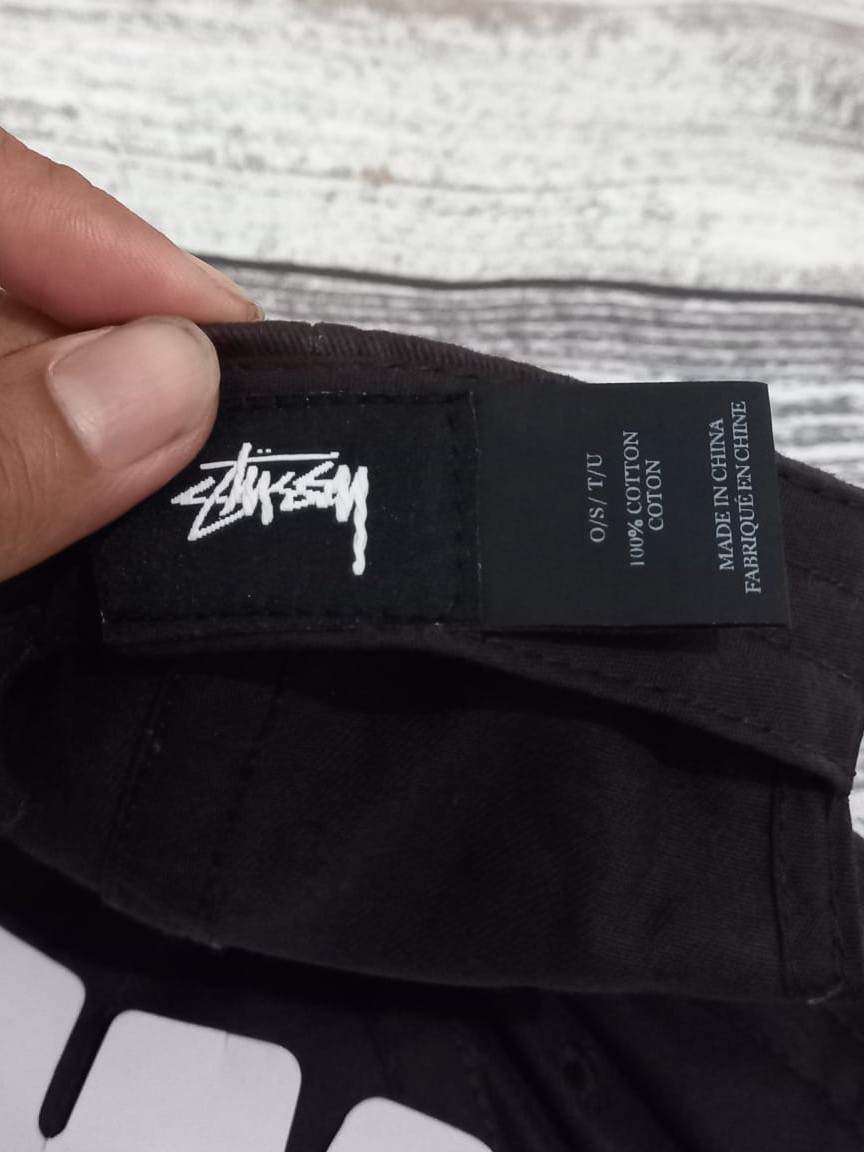 Stüssy
O/S / T/U
100% COTTON
COTON
MADE IN CHINA
FABRIQUÉ EN CHINE